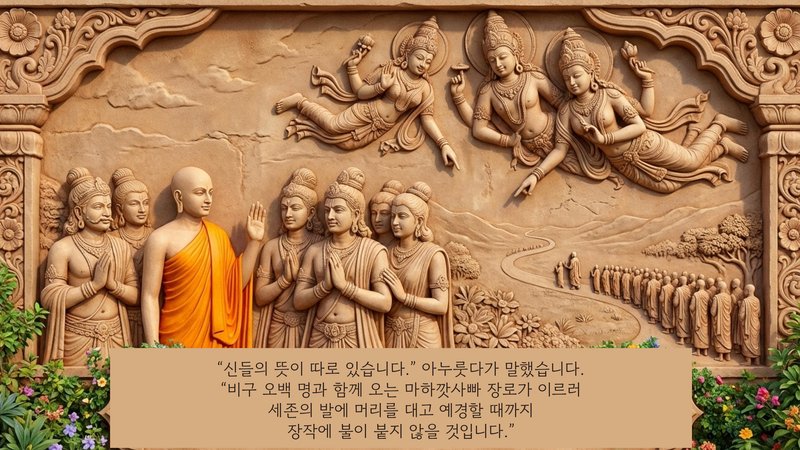 “신들의 뜻이 따로 있습니다.” 아누룻다가 말했습니다.
“비구 오백 명과 함께 오는 마하깟사빠 장로가 이르러
세존의 발에 머리를 대고 예경할 때까지
장작에 불이 붙지 않을 것입니다.”